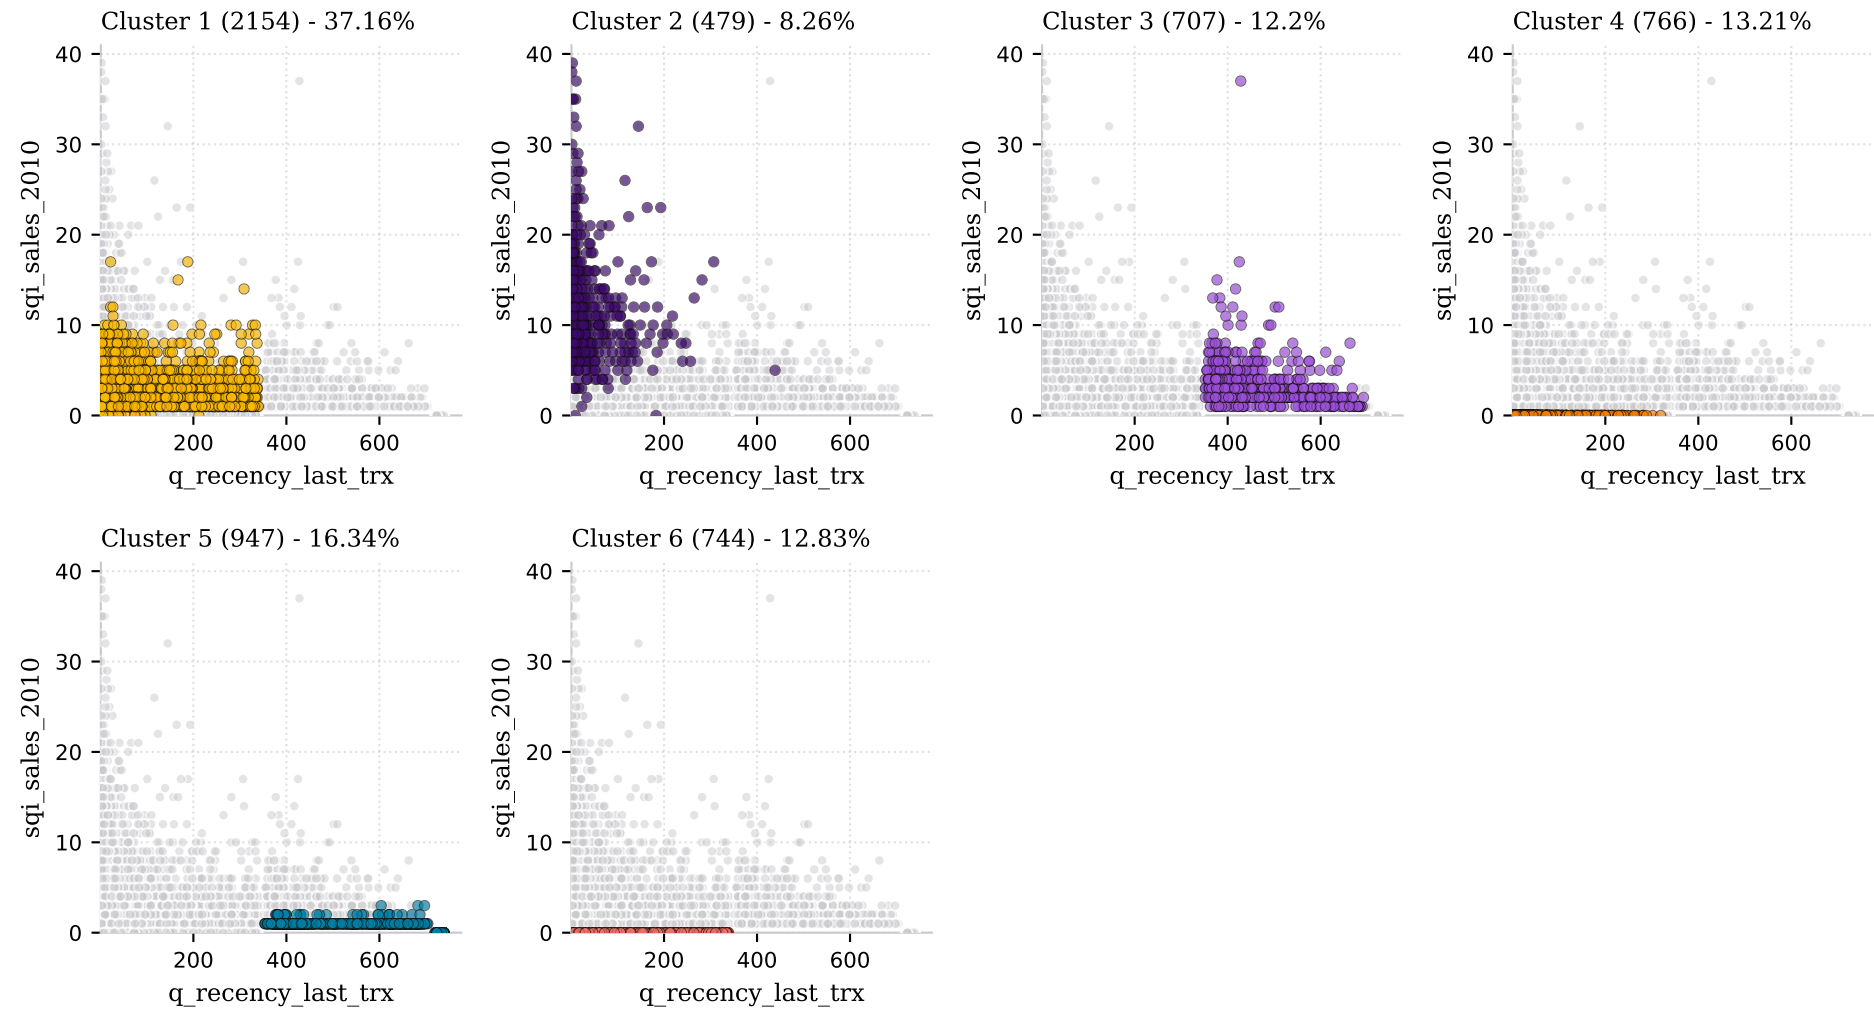 Cluster 1 (2154) - 37.16%
40
30
20
10
0
200 400 600
sqi_sales_2010
q_recency_last_trx
Cluster 2 (479) - 8.26%
40
30
20
10
0
200 400 600
sqi_sales_2010
q_recency_last_trx
Cluster 3 (707) - 12.2%
40
30
20
10
0
200 400 600
sqi_sales_2010
q_recency_last_trx
Cluster 4 (766) - 13.21%
40
30
20
10
0
200 400 600
sqi_sales_2010
q_recency_last_trx
Cluster 5 (947) - 16.34%
40
30
20
10
0
200 400 600
sqi_sales_2010
q_recency_last_trx
Cluster 6 (744) - 12.83%
40
30
20
10
0
200 400 600
sqi_sales_2010
q_recency_last_trx